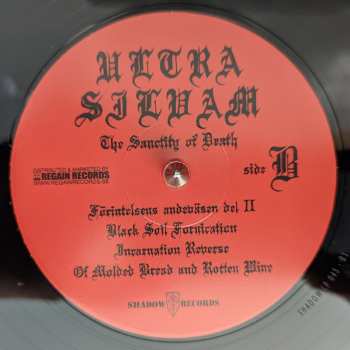 ULTRA
SILVAM
The Sanctity of Death
DISTRIBUTED & MARKETED BY
REGAIN RECORDS
WWW.REGAINRECORDS.SE
side B
Förintelsens andeväsen del II
Black Soil Fornication
Incarnation Reverse
Of Molded Bread and Rotten Wine
SHADOW RECORDS